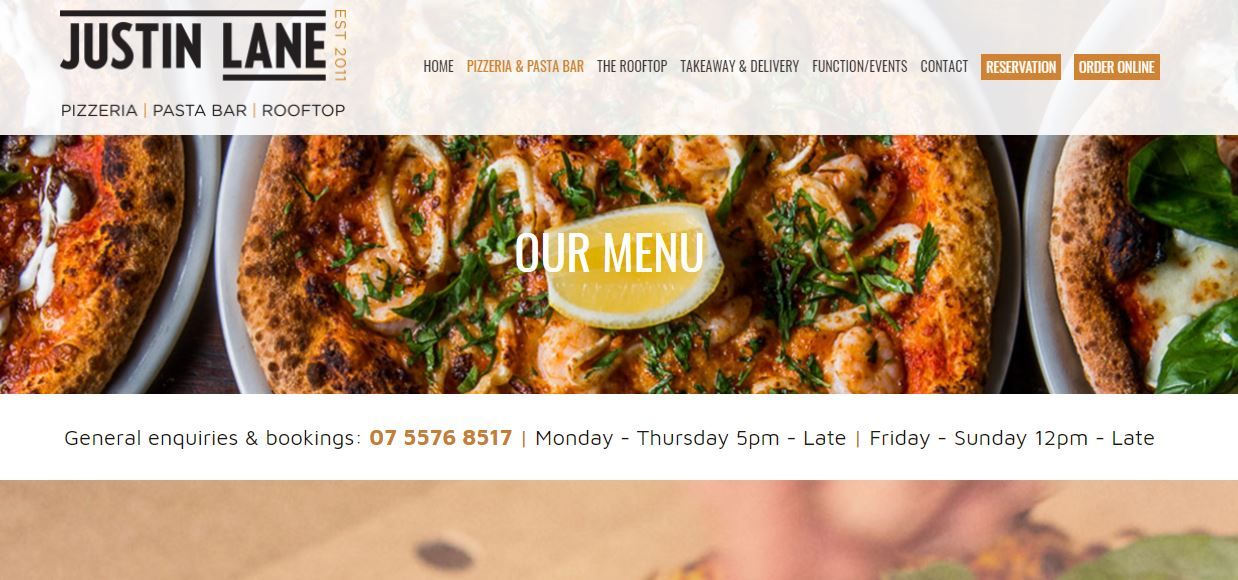 JUSTIN LANE
EST 2011
PIZZERIA | PASTA BAR | ROOFTOP
HOME PIZZERIA & PASTA BAR THE ROOFTOP TAKEAWAY & DELIVERY FUNCTION/EVENTS CONTACT RESERVATION ORDER ONLINE
OUR MENU
General enquiries & bookings: 07 5576 8517 | Monday - Thursday 5pm - Late | Friday - Sunday 12pm - Late